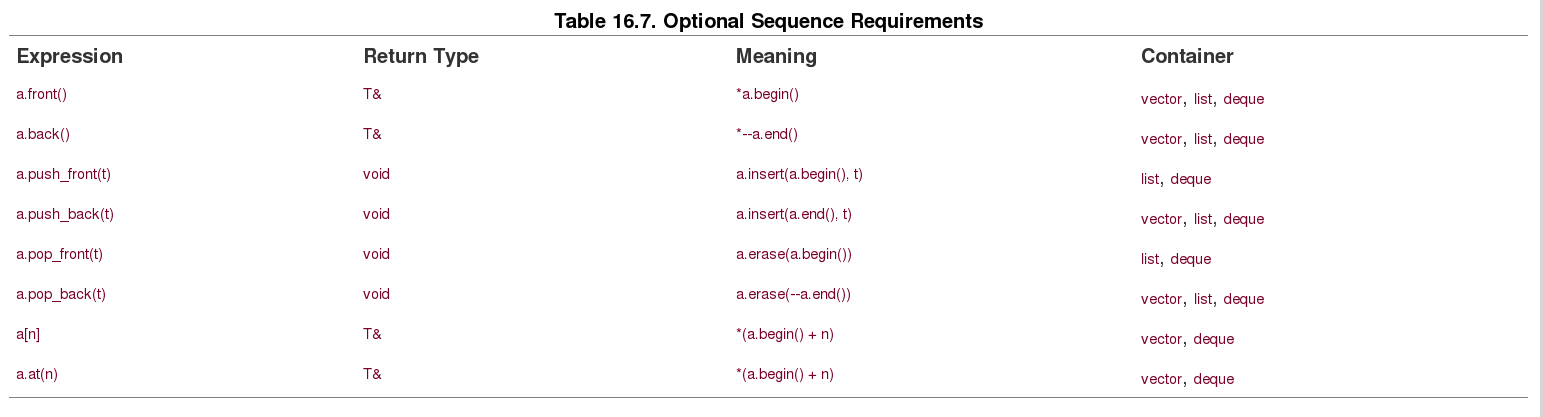 Table 16.7. Optional Sequence Requirements
Expression Return Type Meaning Container
a.front() T& *a.begin() vector, list, deque
a.back() T& *--a.end() vector, list, deque
a.push_front(t) void a.insert(a.begin(), t) list, deque
a.push_back(t) void a.insert(a.end(), t) vector, list, deque
a.pop_front(t) void a.erase(a.begin()) list, deque
a.pop_back(t) void a.erase(--a.end()) vector, list, deque
a[n] T& *(a.begin() + n) vector, deque
a.at(n) T& *(a.begin() + n) vector, deque